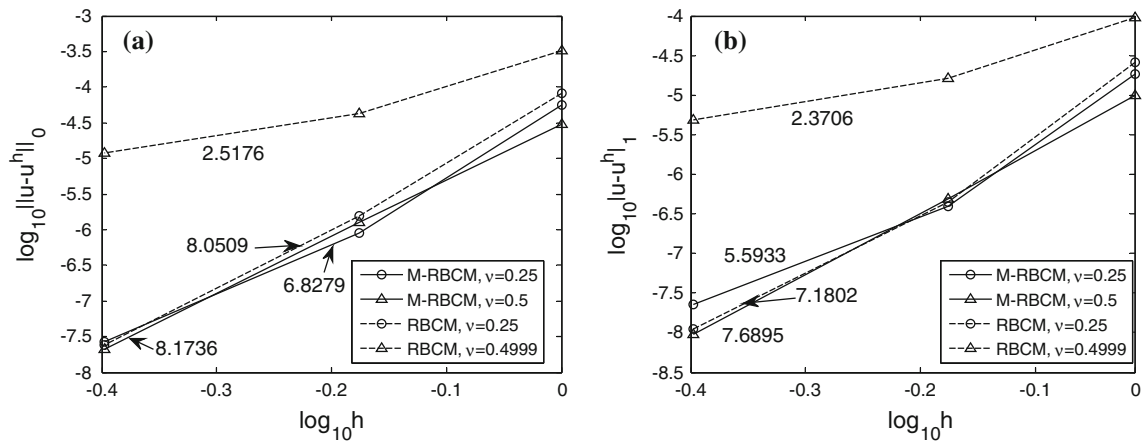 (a)
log10||u-u^h||0
-3
-3.5
-4
-4.5
-5
-5.5
-6
-6.5
-7
-7.5
-8
2.5176
8.0509
6.8279
8.1736
M-RBCM, ν=0.25
M-RBCM, ν=0.5
RBCM, ν=0.25
RBCM, ν=0.4999
-0.4
-0.3
-0.2
-0.1
0
log10h
(b)
log10|u-u^h|1
-4
-4.5
-5
-5.5
-6
-6.5
-7
-7.5
-8
-8.5
2.3706
5.5933
7.1802
7.6895
M-RBCM, ν=0.25
M-RBCM, ν=0.5
RBCM, ν=0.25
RBCM, ν=0.4999
-0.4
-0.3
-0.2
-0.1
0
log10h